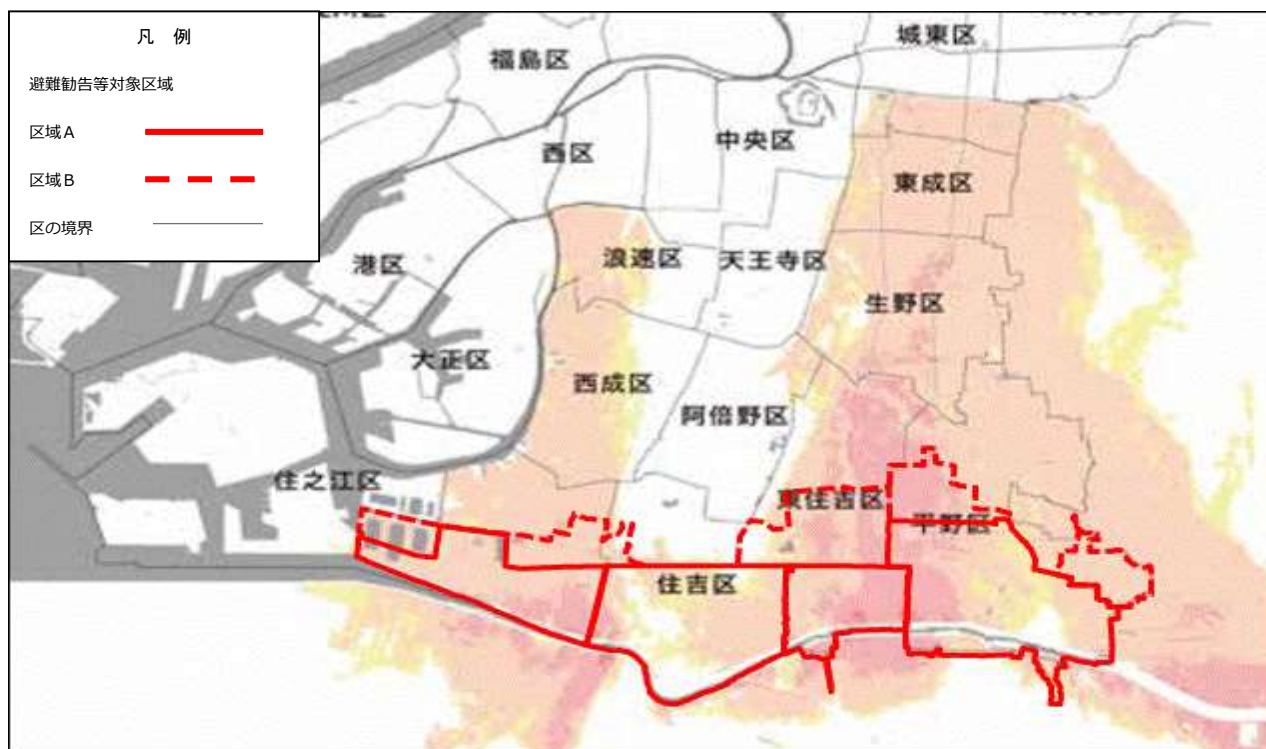 凡 例
避難勧告等対象区域
区域A
区域B
区の境界
城東区
福島区
中央区
西区
東成区
浪速区
天王寺区
港区
生野区
大正区
西成区
阿倍野区
住之江区
東住吉区
平野区
住吉区